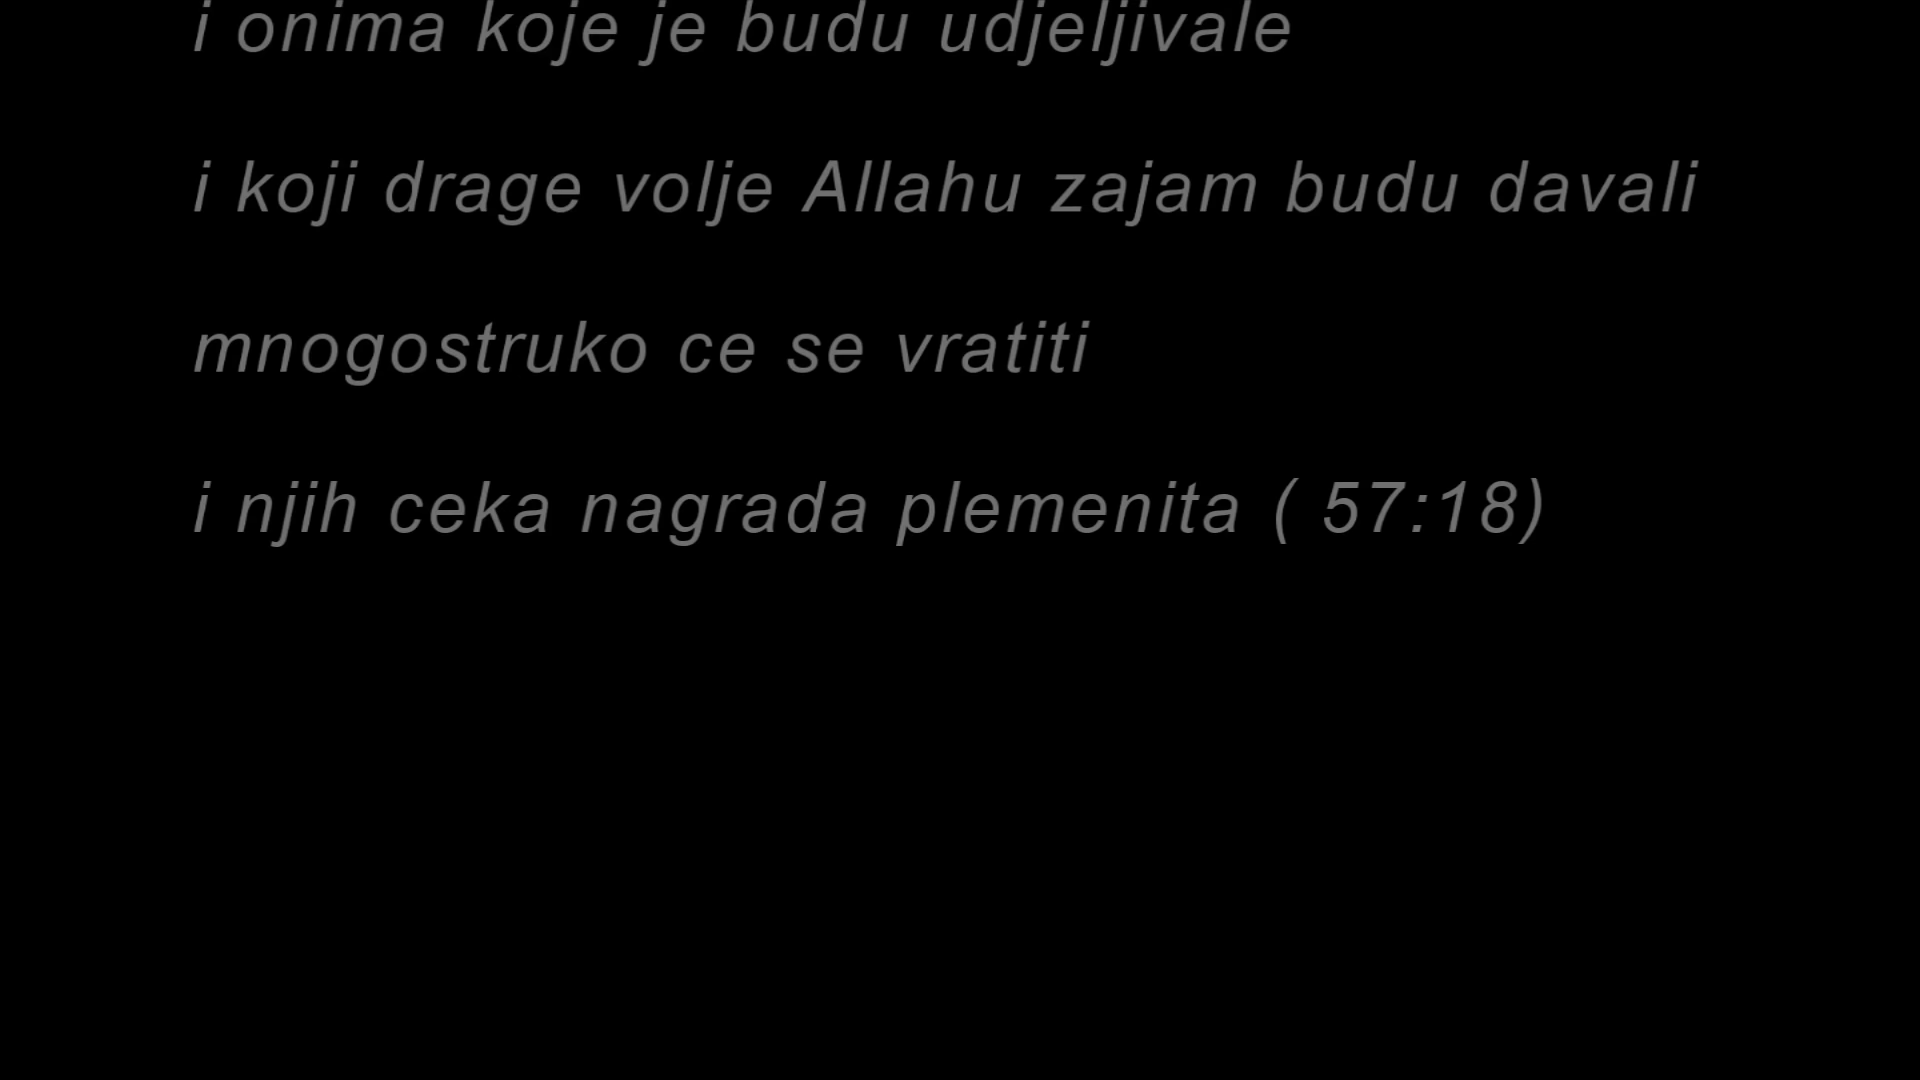 i onima koje je budu udjeljivale
i koji drage volje Allahu zajam budu davali
mnogostruko ce se vratiti
i njih ceka nagrada plemenita ( 57:18)